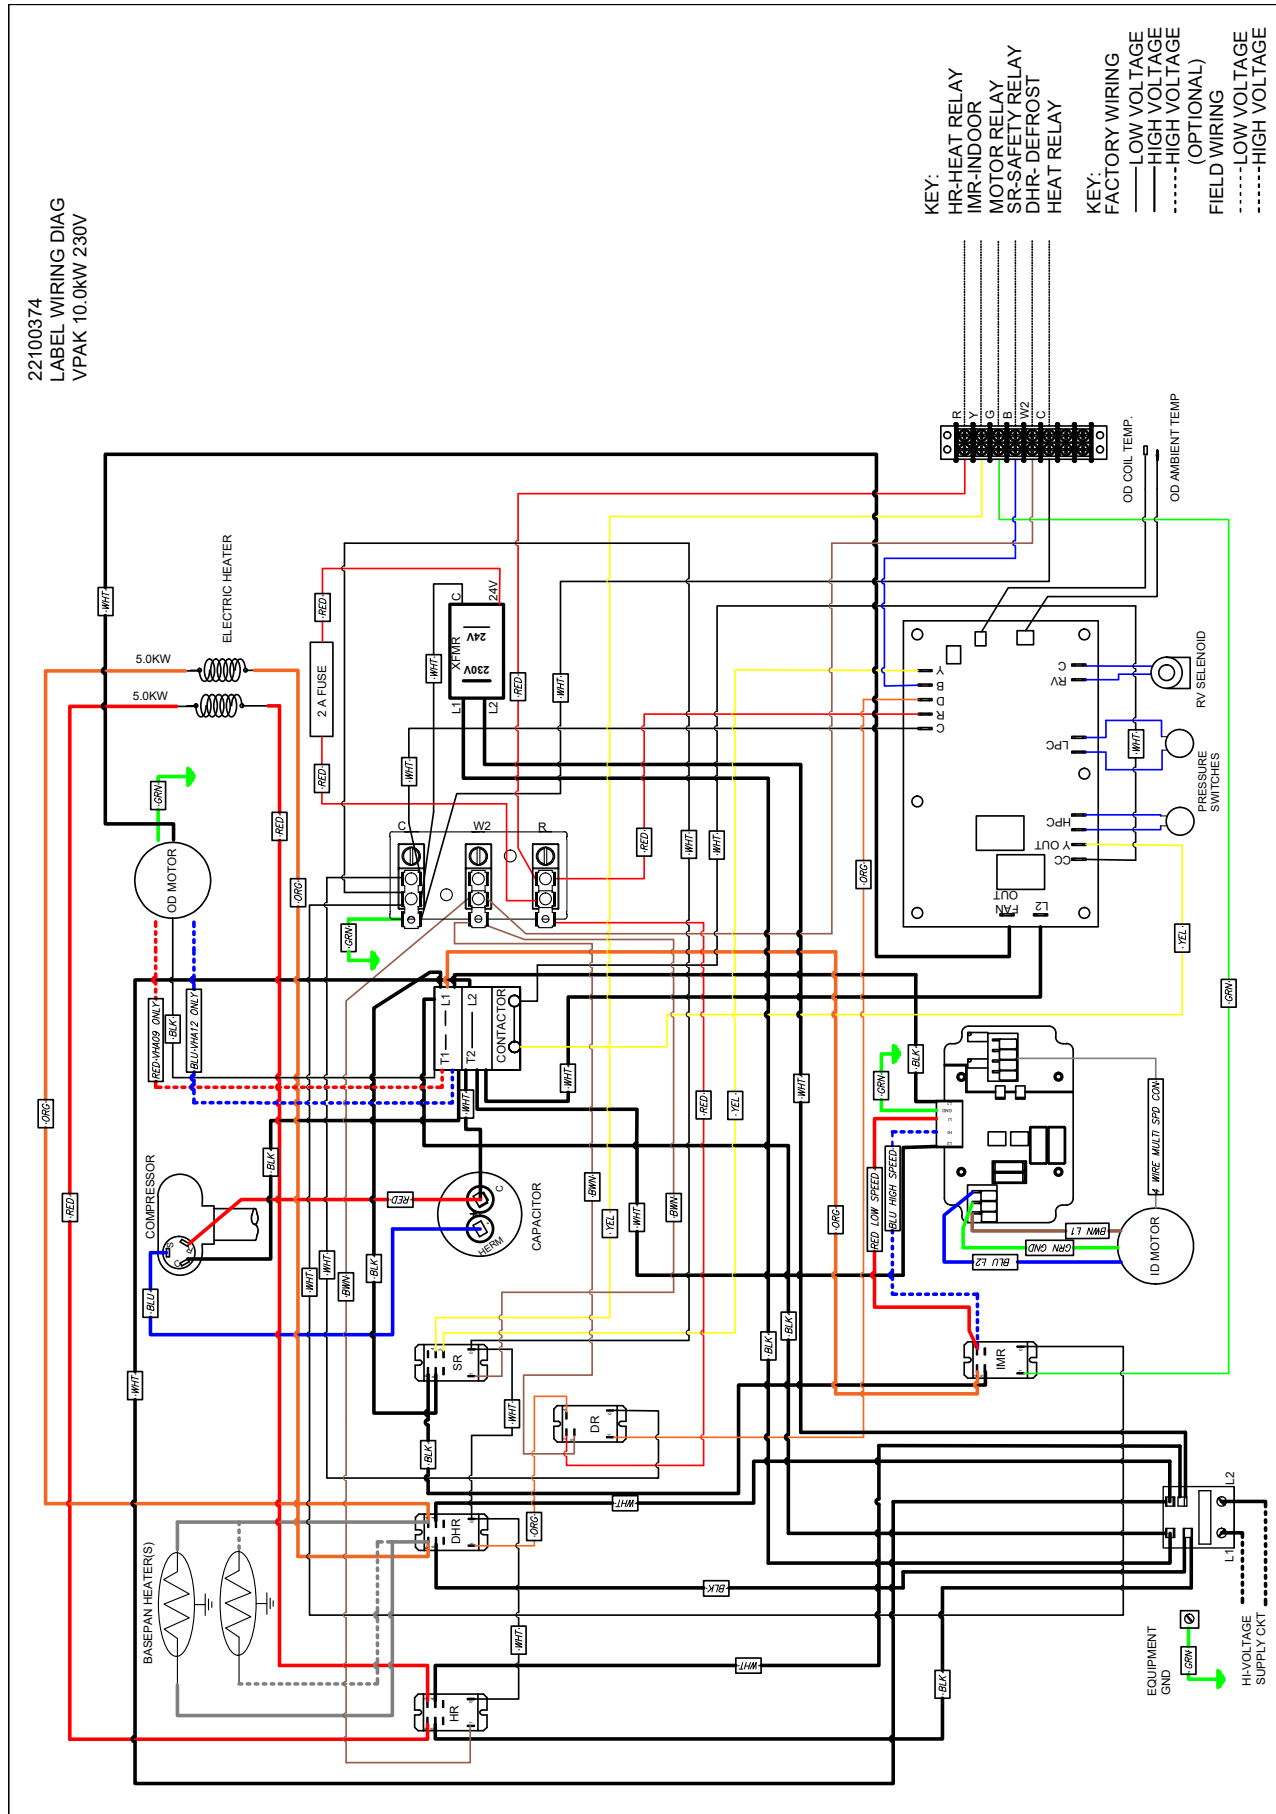 22100374
LABEL WIRING DIAG
VPAK 10.0kW 230V
KEY:
HR-HEAT RELAY
IMR-INDOOR
MOTOR RELAY
SR-SAFETY RELAY
DHR- DEFROST
HEAT RELAY
KEY:
FACTORY WIRING
LOW VOLTAGE
HIGH VOLTAGE
HIGH VOLTAGE
(OPTIONAL)
FIELD WIRING
LOW VOLTAGE
HIGH VOLTAGE
R
Y
G
B
W2
C
OD COIL TEMP.
OD AMBIENT TEMP
WHT
ELECTRIC HEATER
5.0KW
5.0KW
RED
2 A FUSE
RED
C
24V
XFMR
24V
230V
L1
L2
WHT
WHT
RED
WHT
GRN
OD MOTOR
RED
ORG
C
W2
R
GRN
RED
WHT
WHT
ORG
Y
B
D
R
C
C
RV
LPC
HPC
Y OUT
CC
FAN
OUT
L2
RV SELENOID
WHT
PRESSURE
SWITCHES
YEL
GRN
RED-VHA09 ONLY
BLK
BLU-VHA12 ONLY
L1
L2
T1
T2
CONTACTOR
WHT
WHT
BLK
GRN
WHT
RED
YEL
ORG
RED
COMPRESSOR
S
R
C
BLU
BLK
RED
C
HERM
CAPACITOR
WHT
WHT
BWN
BLK
BWN
YEL
WHT
BWN
ORG
RED LOW SPEED
BLU HIGH SPEED
4 WIRE MULTI SPD CON
BWN L1
GRN GND
BLU L2
ID MOTOR
GND
WHT
SR
WHT
BLK
DR
BLK
BLK
IMR
BASEPAN HEATER(S)
DHR
ORG
WHT
BLK
WHT
HR
WHT
BLK
L1
L2
EQUIPMENT
GND
GRN
HI-VOLTAGE
SUPPLY CKT